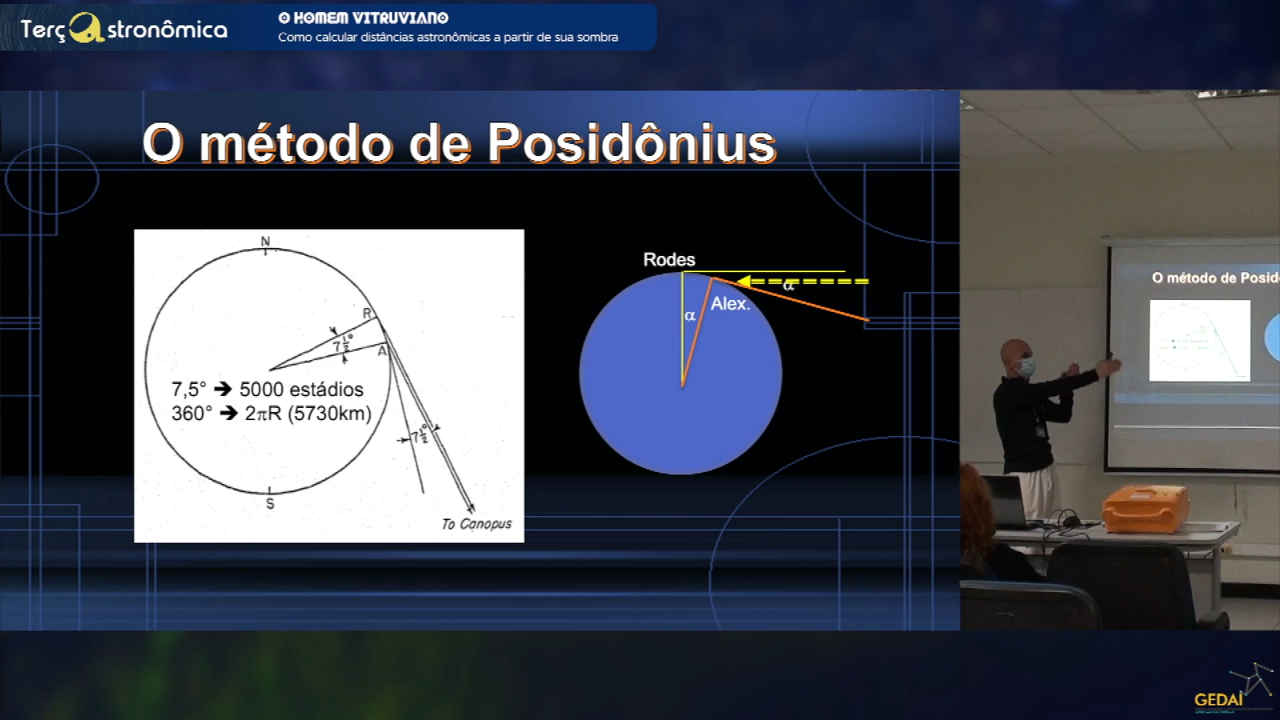 Terç Astronômica
O HOMEM VITRUVIANO
Como calcular distâncias astronômicas a partir de sua sombra
O método de Posidônius
N
R
7½°
A
7,5° ➔ 5000 estádios
360° ➔ 2πR (5730km)
7½°
S
To Canopus
Rodes
α
Alex.
α
O método de Posid
GEDAI